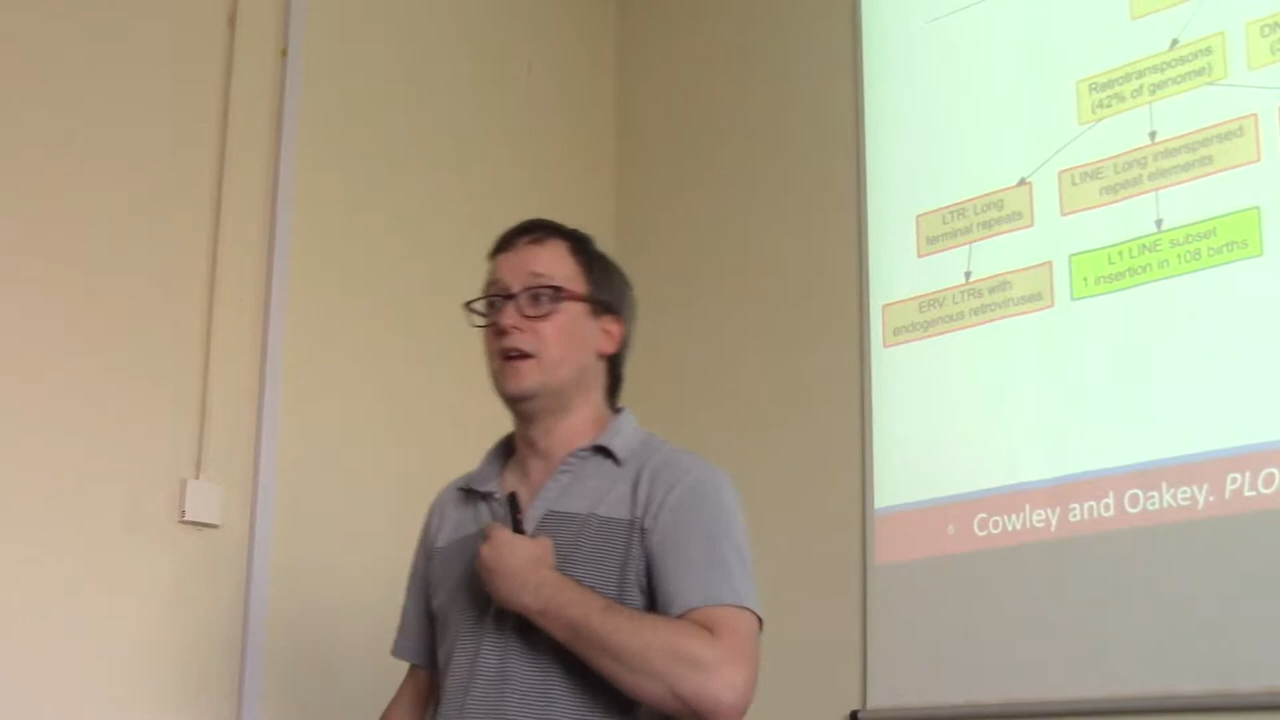 Retrotransposons
(42% of genome)
LINE: Long interspersed
repeat elements
LTR: Long
terminal repeats
L1 LINE subset
1 insertion in 108 births
ERV: LTRs with
endogenous retroviruses
Cowley and Oakey. PLO